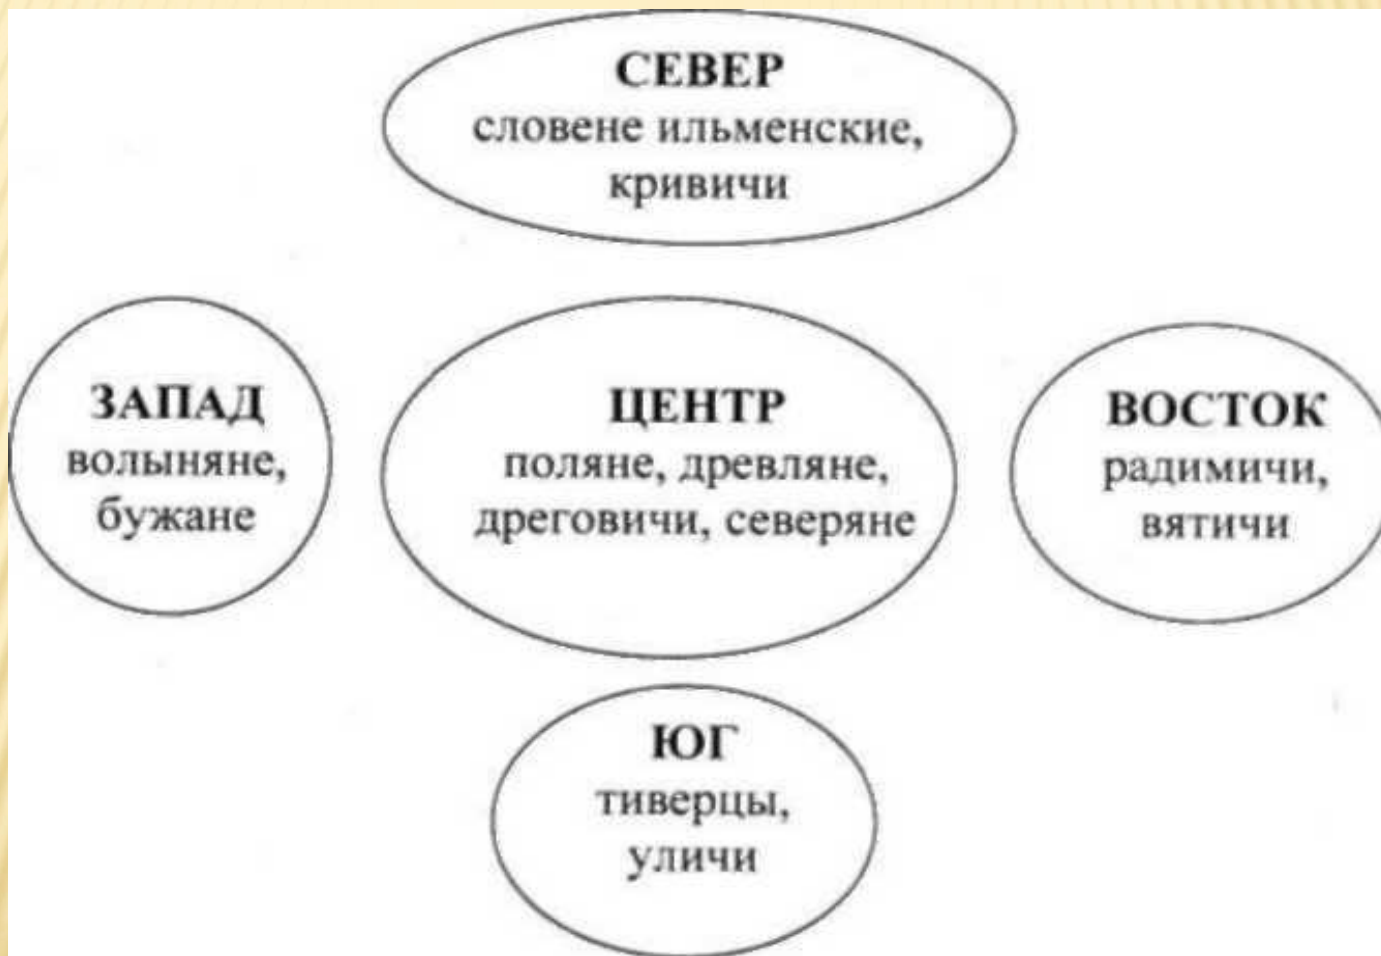 СЕВЕР
словене ильменские,
кривичи
ЗАПАД
волыняне,
бужане
ЦЕНТР
поляне, древляне,
дреговичи, северяне
ВОСТОК
радимичи,
вятичи
ЮГ
тиверцы,
уличи